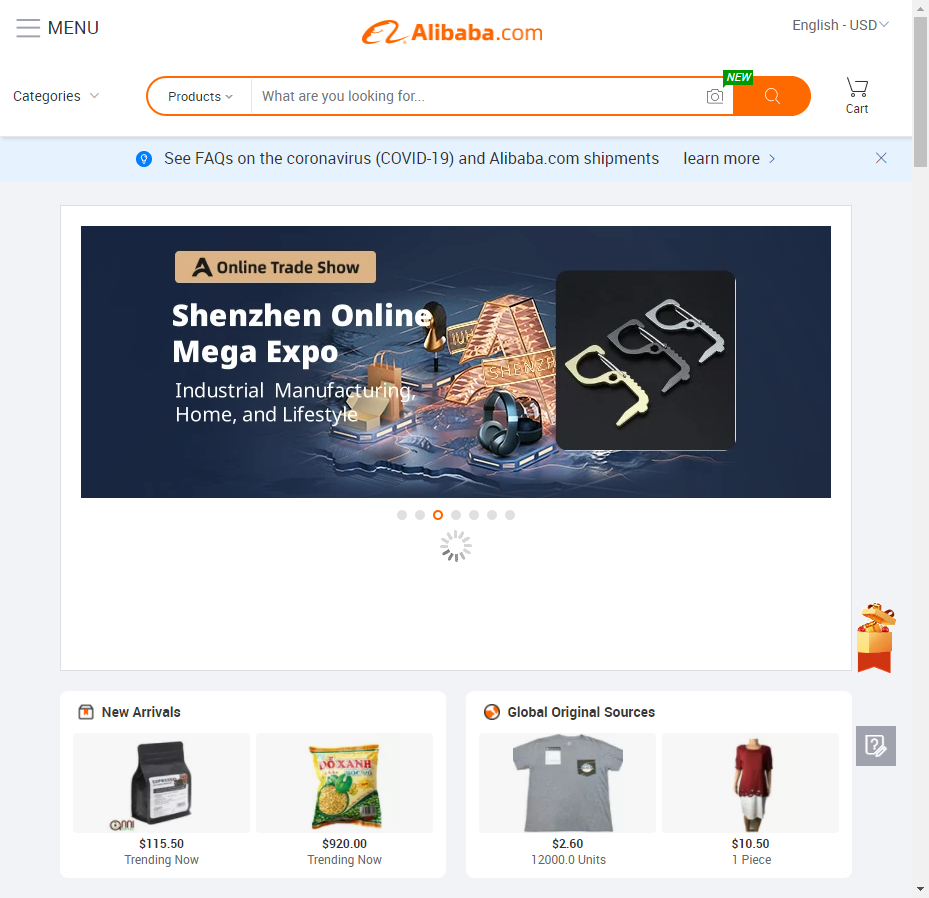 MENU
Alibaba.com
English - USD
Categories
Products
What are you looking for...
NEW
Cart
See FAQs on the coronavirus (COVID-19) and Alibaba.com shipments
learn more
Online Trade Show
Shenzhen Online
Mega Expo
Industrial Manufacturing,
Home, and Lifestyle
SHENZHEN
New Arrivals
Global Original Sources
ĐỖ XANH
$115.50
$920.00
$2.60
$10.50
Trending Now
Trending Now
12000.0 Units
1 Piece